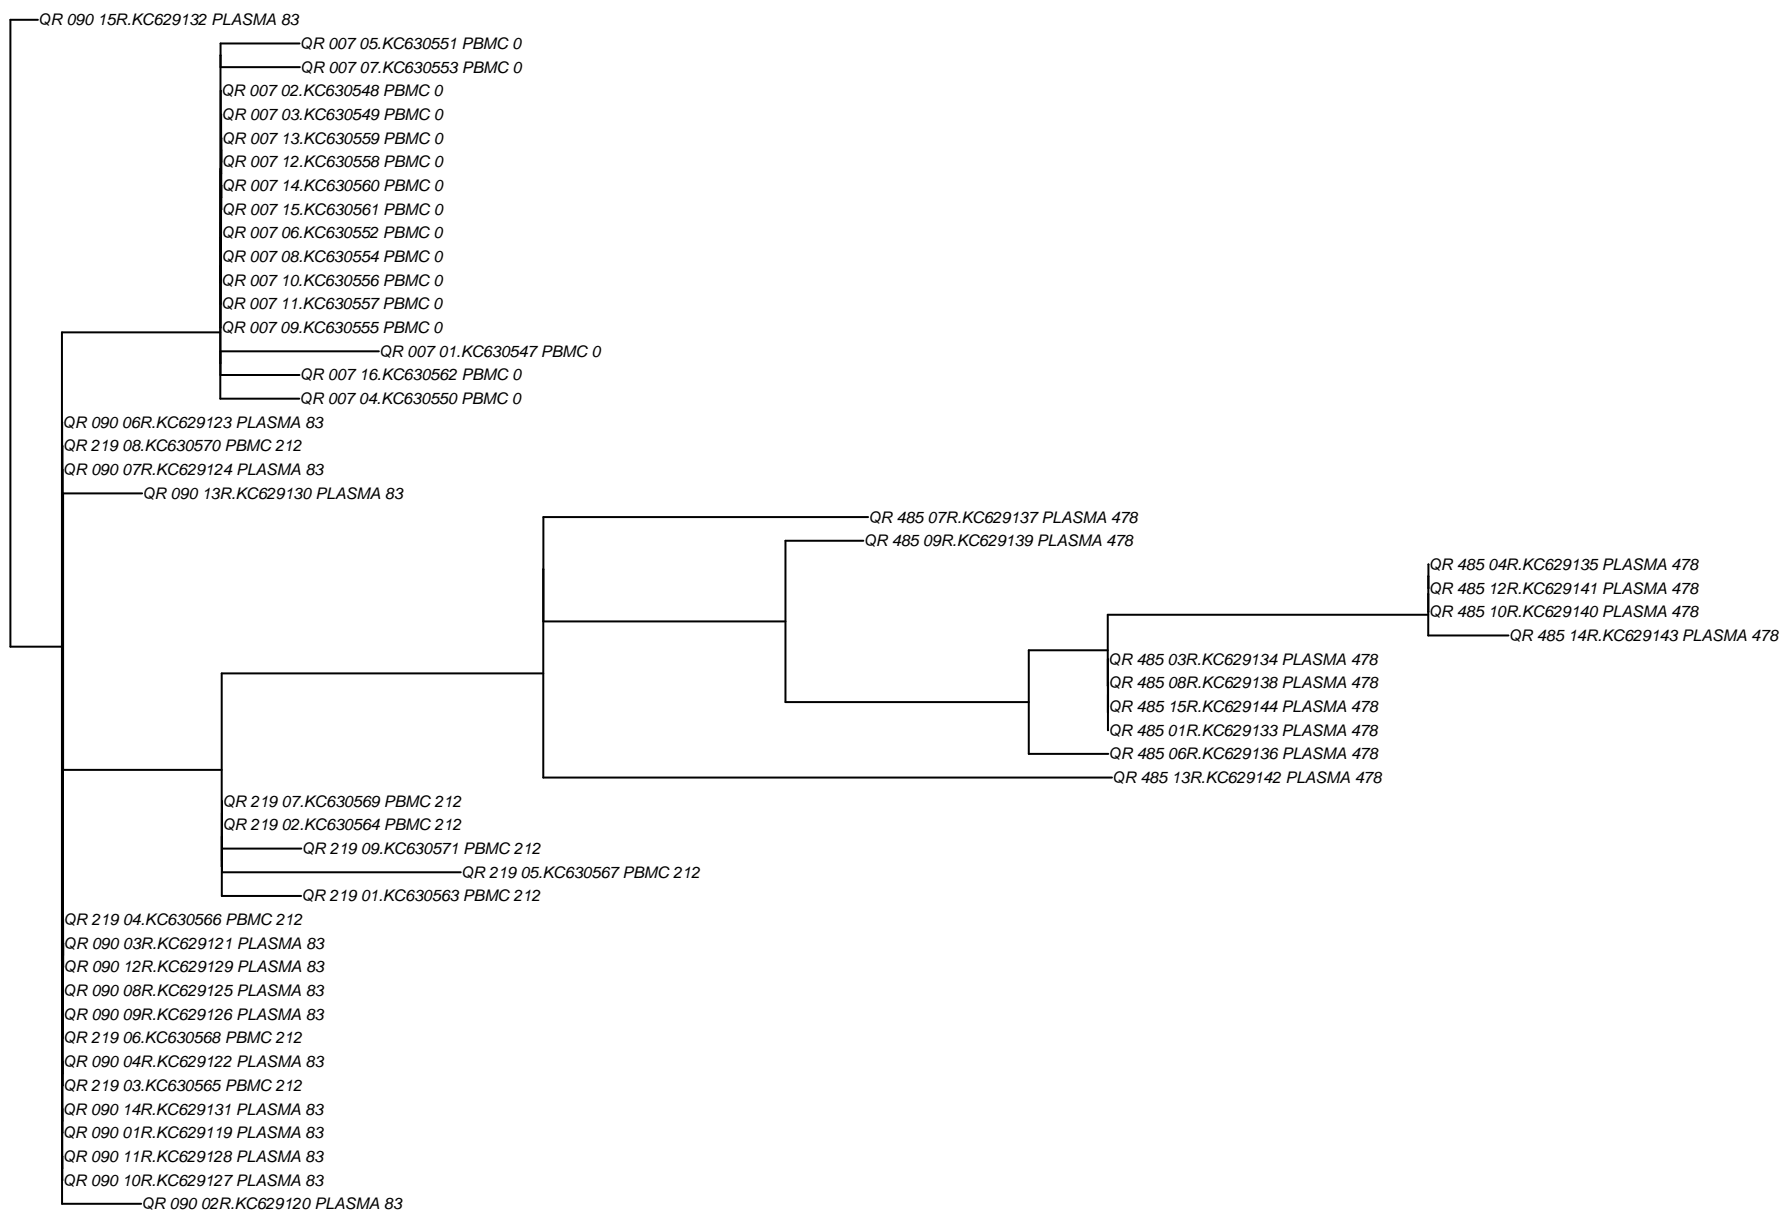 QR 090 15R.KC629132 PLASMA 83
QR 007 05.KC630551 PBMC 0
QR 007 07.KC630553 PBMC 0
QR 007 02.KC630548 PBMC 0
QR 007 03.KC630549 PBMC 0
QR 007 13.KC630559 PBMC 0
QR 007 12.KC630558 PBMC 0
QR 007 14.KC630560 PBMC 0
QR 007 15.KC630561 PBMC 0
QR 007 06.KC630552 PBMC 0
QR 007 08.KC630554 PBMC 0
QR 007 10.KC630556 PBMC 0
QR 007 11.KC630557 PBMC 0
QR 007 09.KC630555 PBMC 0
QR 007 01.KC630547 PBMC 0
QR 007 16.KC630562 PBMC 0
QR 007 04.KC630550 PBMC 0
QR 090 06R.KC629123 PLASMA 83
QR 219 08.KC630570 PBMC 212
QR 090 07R.KC629124 PLASMA 83
QR 090 13R.KC629130 PLASMA 83
QR 485 07R.KC629137 PLASMA 478
QR 485 09R.KC629139 PLASMA 478
QR 485 04R.KC629135 PLASMA 478
QR 485 12R.KC629141 PLASMA 478
QR 485 10R.KC629140 PLASMA 478
QR 485 14R.KC629143 PLASMA 478
QR 485 03R.KC629134 PLASMA 478
QR 485 08R.KC629138 PLASMA 478
QR 485 15R.KC629144 PLASMA 478
QR 485 01R.KC629133 PLASMA 478
QR 485 06R.KC629136 PLASMA 478
QR 485 13R.KC629142 PLASMA 478
QR 219 07.KC630569 PBMC 212
QR 219 02.KC630564 PBMC 212
QR 219 09.KC630571 PBMC 212
QR 219 05.KC630567 PBMC 212
QR 219 01.KC630563 PBMC 212
QR 219 04.KC630566 PBMC 212
QR 090 03R.KC629121 PLASMA 83
QR 090 12R.KC629129 PLASMA 83
QR 090 08R.KC629125 PLASMA 83
QR 090 09R.KC629126 PLASMA 83
QR 219 06.KC630568 PBMC 212
QR 090 04R.KC629122 PLASMA 83
QR 219 03.KC630565 PBMC 212
QR 090 14R.KC629131 PLASMA 83
QR 090 01R.KC629119 PLASMA 83
QR 090 11R.KC629128 PLASMA 83
QR 090 10R.KC629127 PLASMA 83
QR 090 02R.KC629120 PLASMA 83